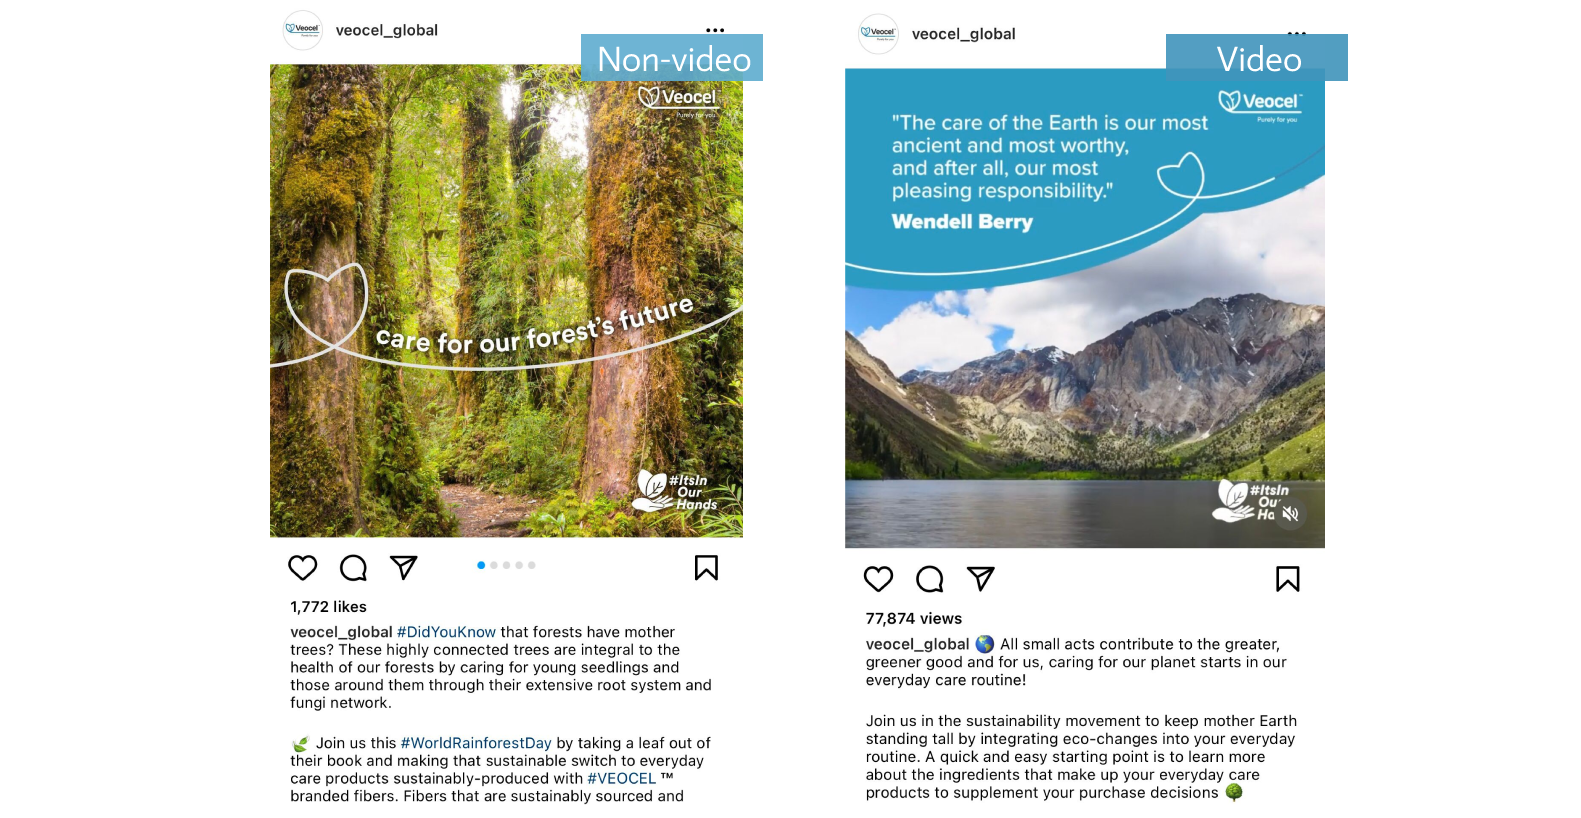 Veocel
veocel_global
Non-video
Veocel
Purely for you
care for our forest's future
#ItsIn
Our
Hands
1,772 likes
veocel_global #DidYouKnow that forests have mother
trees? These highly connected trees are integral to the
health of our forests by caring for young seedlings and
those around them through their extensive root system and
fungi network.
🌿 Join us this #WorldRainforestDay by taking a leaf out of
their book and making that sustainable switch to everyday
care products sustainably-produced with #VEOCEL ™
branded fibers. Fibers that are sustainably sourced and
Veocel
veocel_global
Video
Veocel™
Purely for you
"The care of the Earth is our most
ancient and most worthy,
and after all, our most
pleasing responsibility."
Wendell Berry
#ItsIn
Our
Ha
77,874 views
veocel_global 🌎 All small acts contribute to the greater,
greener good and for us, caring for our planet starts in our
everyday care routine!
Join us in the sustainability movement to keep mother Earth
standing tall by integrating eco-changes into your everyday
routine. A quick and easy starting point is to learn more
about the ingredients that make up your everyday care
products to supplement your purchase decisions 🌳